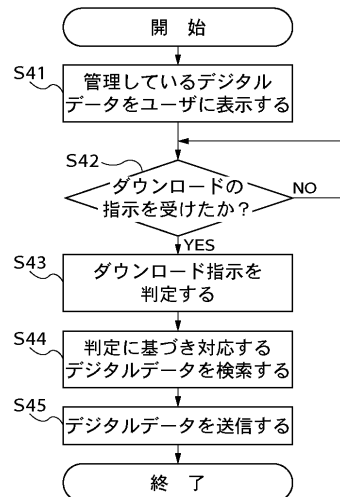 開 始
S41
管理しているデジタル
データをユーザに表示する
S42
ダウンロードの
指示を受けたか?
NO
YES
S43
ダウンロード指示を
判定する
S44
判定に基づき対応する
デジタルデータを検索する
S45
デジタルデータを送信する
終 了